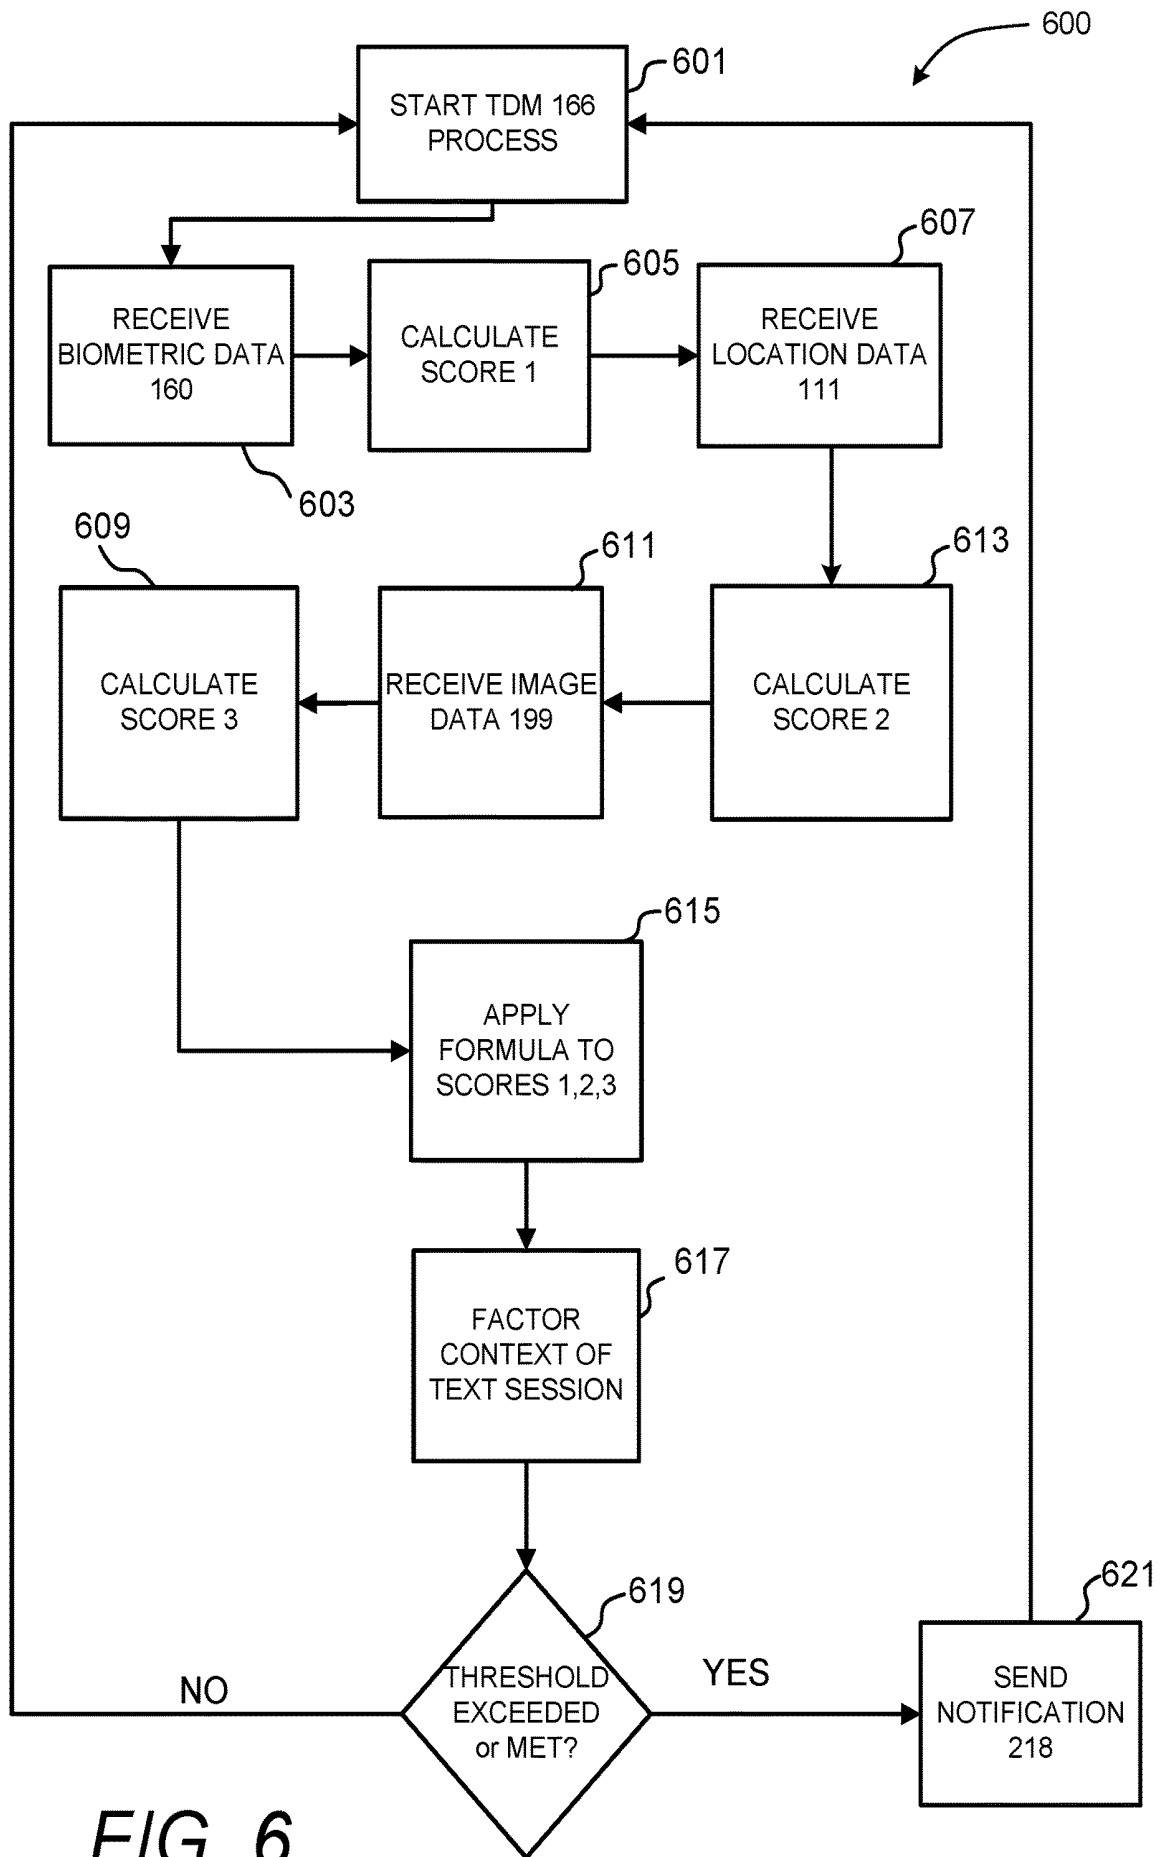 600
601
START TDM 166
PROCESS
607
605
RECEIVE
BIOMETRIC DATA
160
CALCULATE
SCORE 1
RECEIVE
LOCATION DATA
111
603
609
611
613
CALCULATE
SCORE 3
RECEIVE IMAGE
DATA 199
CALCULATE
SCORE 2
615
APPLY
FORMULA TO
SCORES 1,2,3
617
FACTOR
CONTEXT OF
TEXT SESSION
619
621
NO
THRESHOLD
EXCEEDED
or MET?
YES
SEND
NOTIFICATION
218
FIG. 6